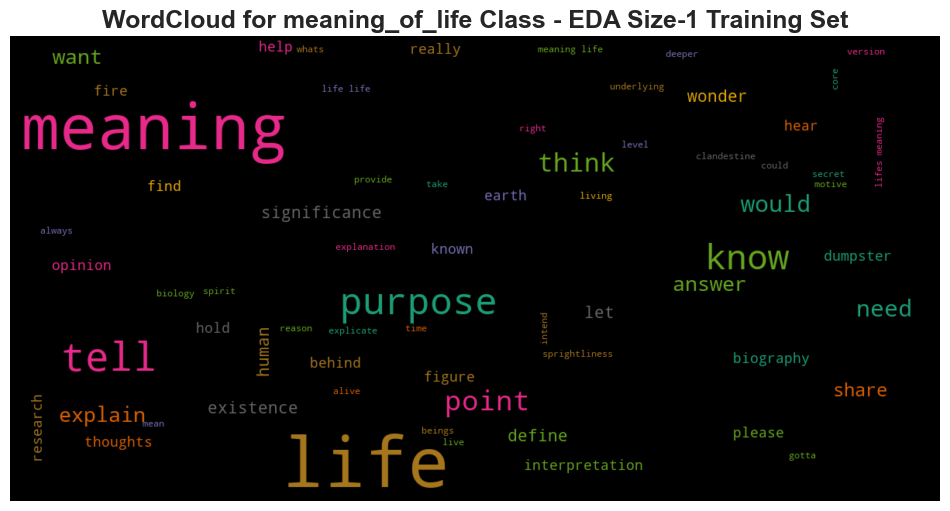 WordCloud for meaning_of_life Class - EDA Size-1 Training Set
help whats really meaning life deeper version
want
fire life life underlying wonder core
meaning right hear lifes meaning
think level clandestine could
find provide take earth living secret motive
significance would
always
opinion explanation known know dumpster
biology spirit answer
purpose let need
hold human reason explicate time intend
tell behind sprightliness biography
figure
alive share
research explain mean existence point
thoughts beings live define please
life interpretation gotta